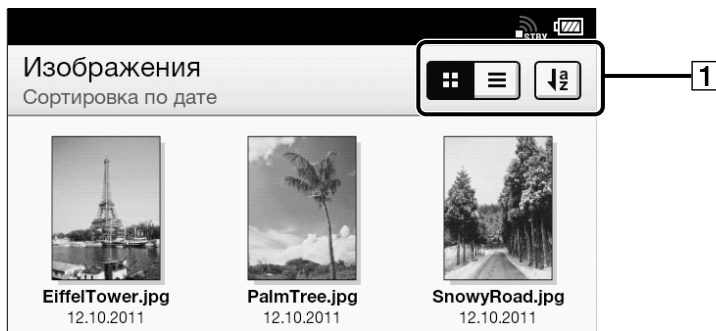 STBY
Изображения
Сортировка по дате
a
z
1
EiffelTower.jpg
PalmTree.jpg
SnowyRoad.jpg
12.10.2011
12.10.2011
12.10.2011